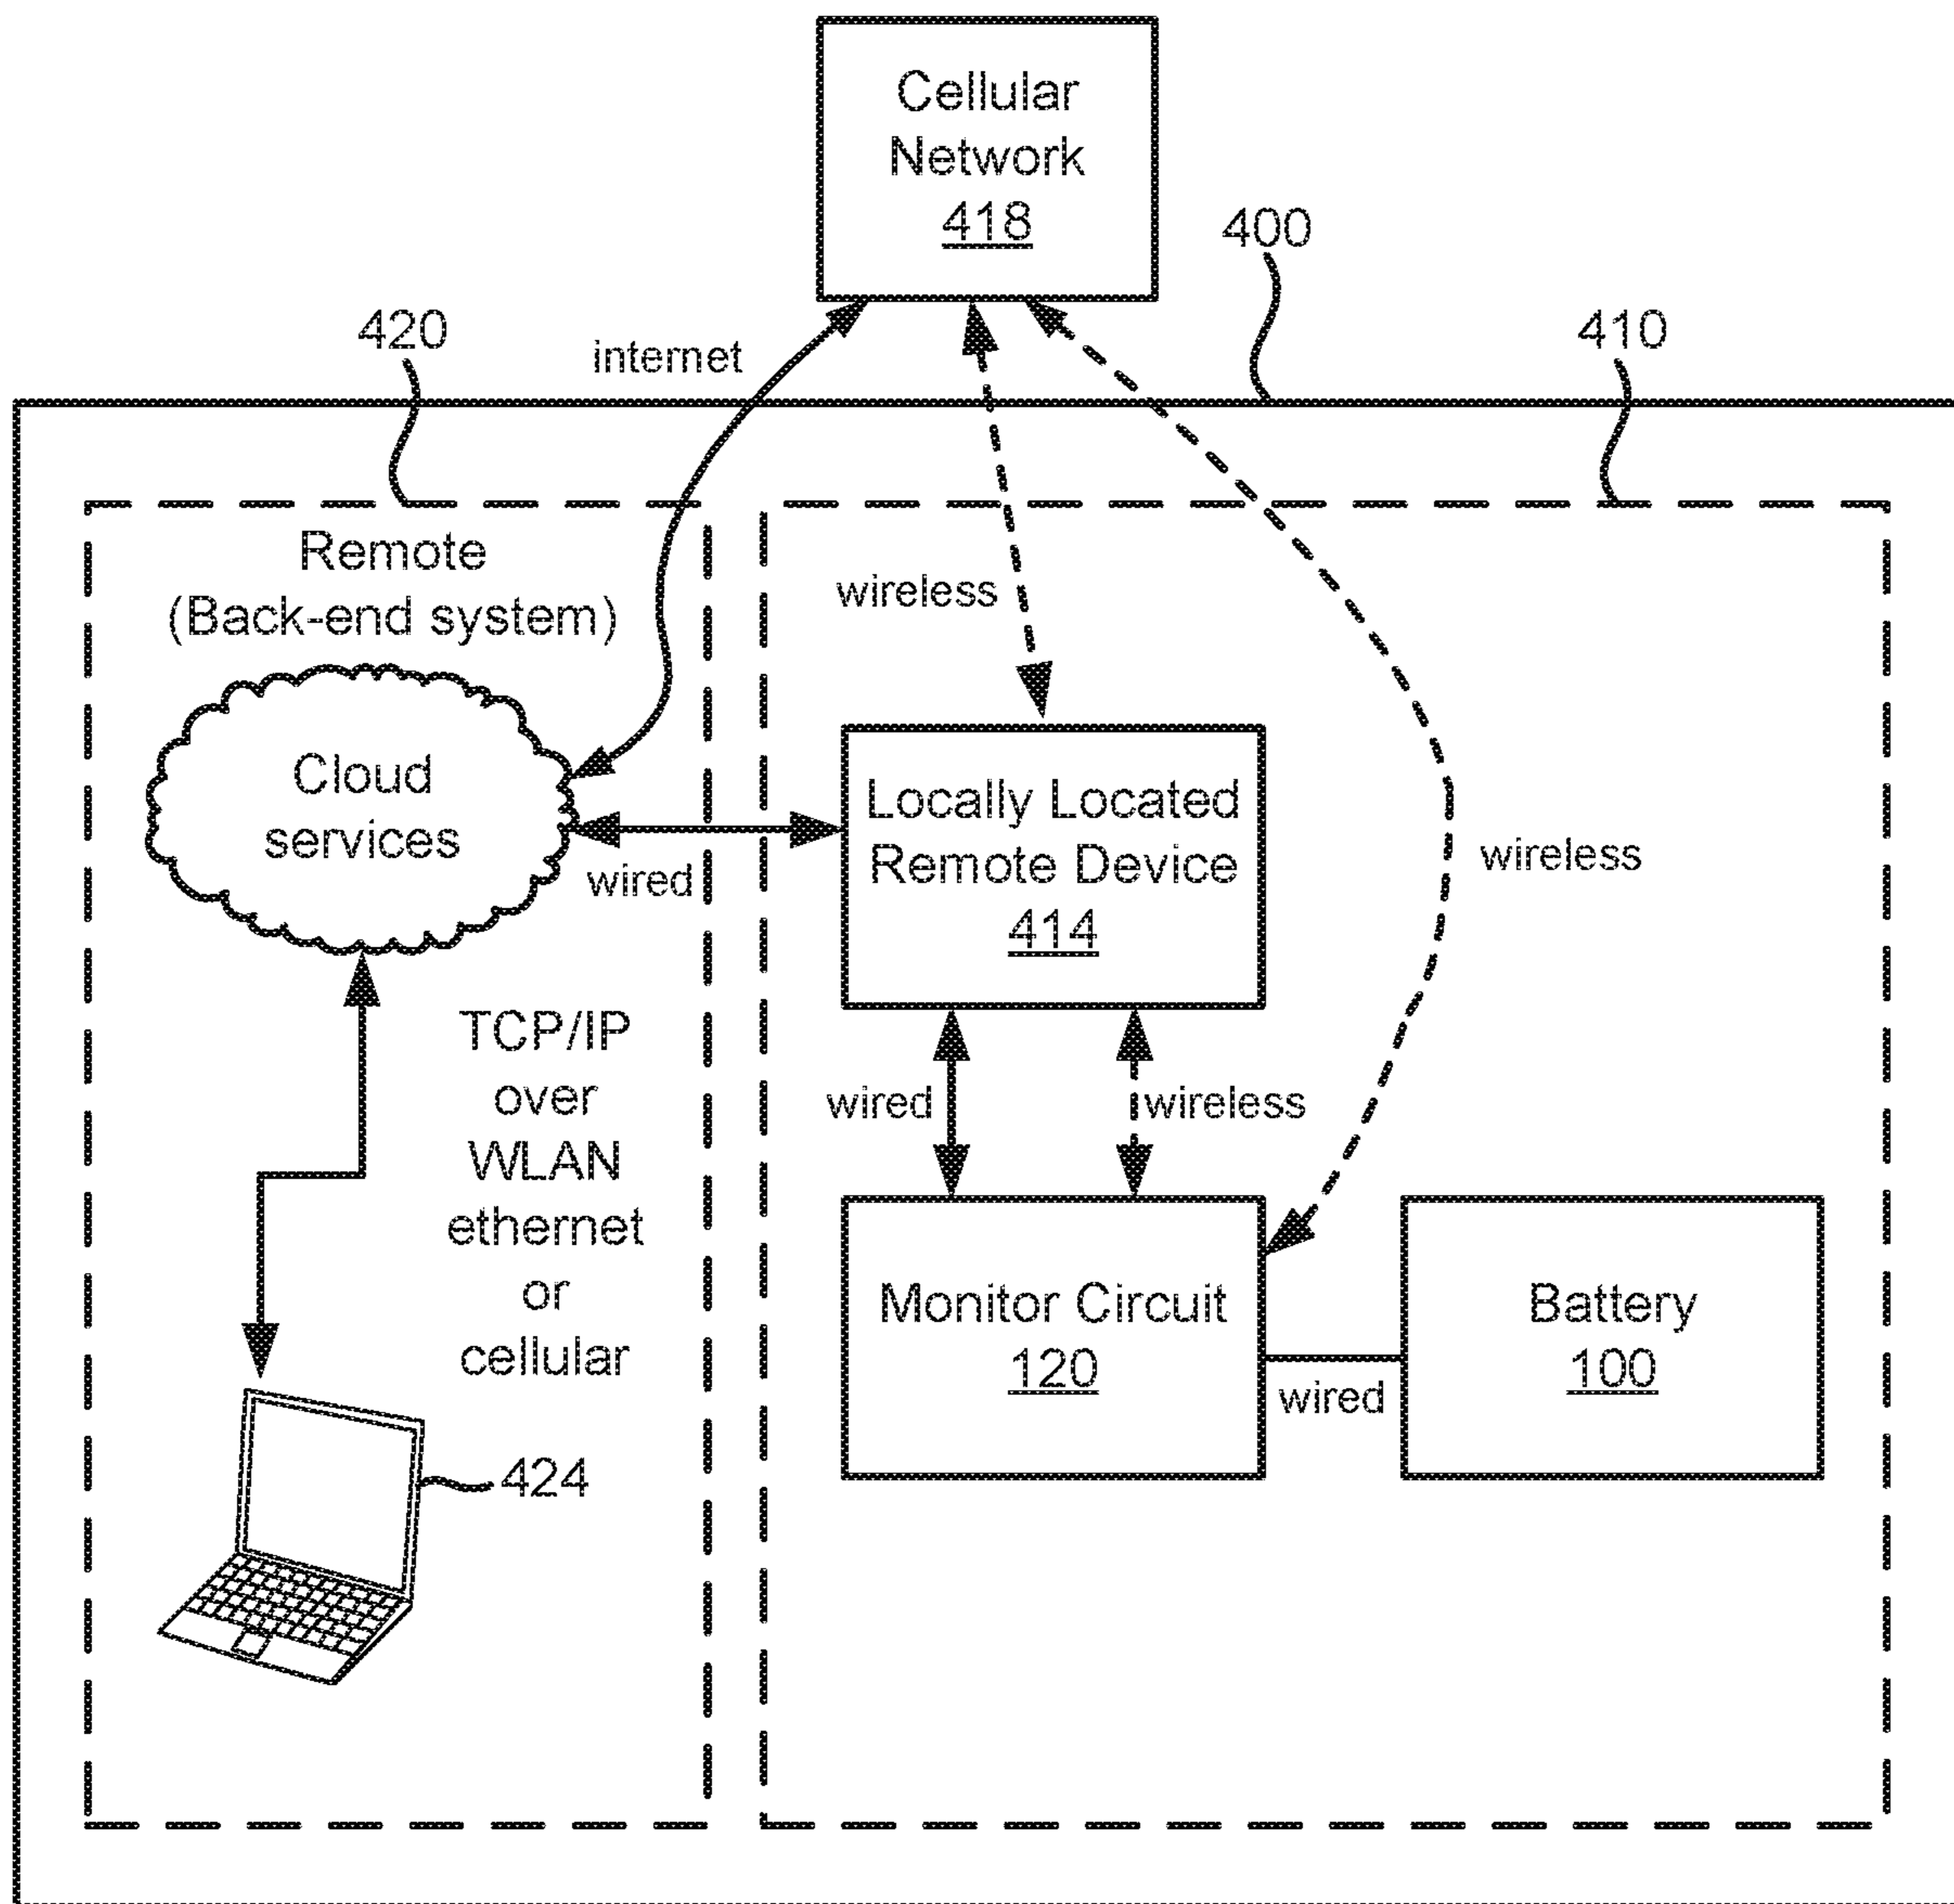 Cellular
Network
418
400
420
internet
410
Remote
(Back-end system)
wireless
Cloud
services
wired
Locally Located
Remote Device
414
wireless
TCP/IP
over
WLAN
ethernet
or
cellular
wired
wireless
Monitor Circuit
120
wired
Battery
100
424